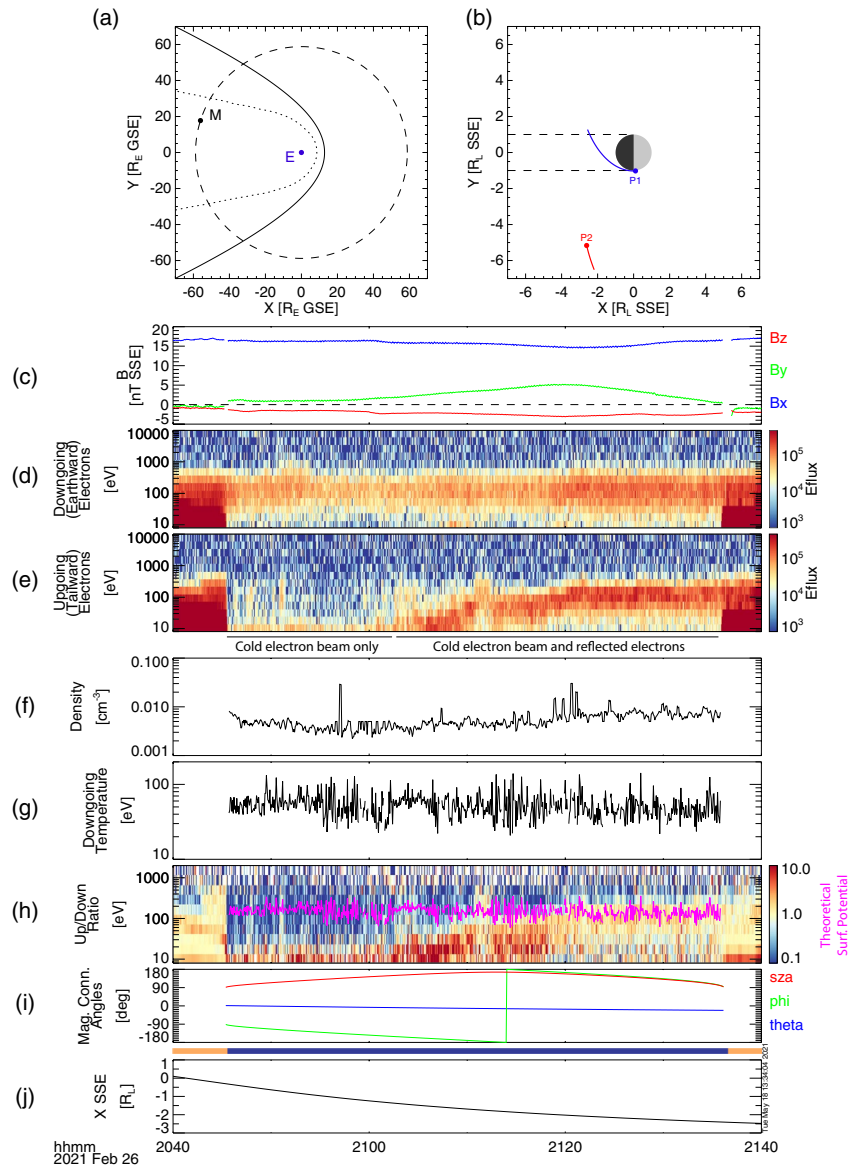 (a)
(b)
60
40
20
0
-20
-40
-60
Y [R_E GSE]
M
E
-60 -40 -20 0 20 40 60
X [R_E GSE]
6
4
2
0
-2
-4
-6
Y [R_L SSE]
P1
P2
-6 -4 -2 0 2 4 6
X [R_L SSE]
(c)
B
[nT SSE]
20
15
10
5
0
-5
Bz
By
Bx
(d)
Downgoing
(Earthward)
Electrons
[eV]
10000
1000
100
10
10^5
10^4
10^3
Eflux
(e)
Upgoing
(Tailward)
Electrons
[eV]
10000
1000
100
10
10^5
10^4
10^3
Eflux
Cold electron beam only
Cold electron beam and reflected electrons
(f)
Density
[cm^-3]
0.100
0.010
0.001
(g)
Downgoing
Temperature
[eV]
100
10
(h)
Up/Down
Ratio
[eV]
1000
100
10
10.0
1.0
0.1
Theoretical
Surf. Potential
(i)
Mag. Conn.
Angles
[deg]
180
90
0
-90
-180
sza
phi
theta
(j)
X SSE
[R_L]
1
0
-1
-2
-3
Tue May 18 13:34:04 2021
2040 2100 2120 2140
hhmm
2021 Feb 26